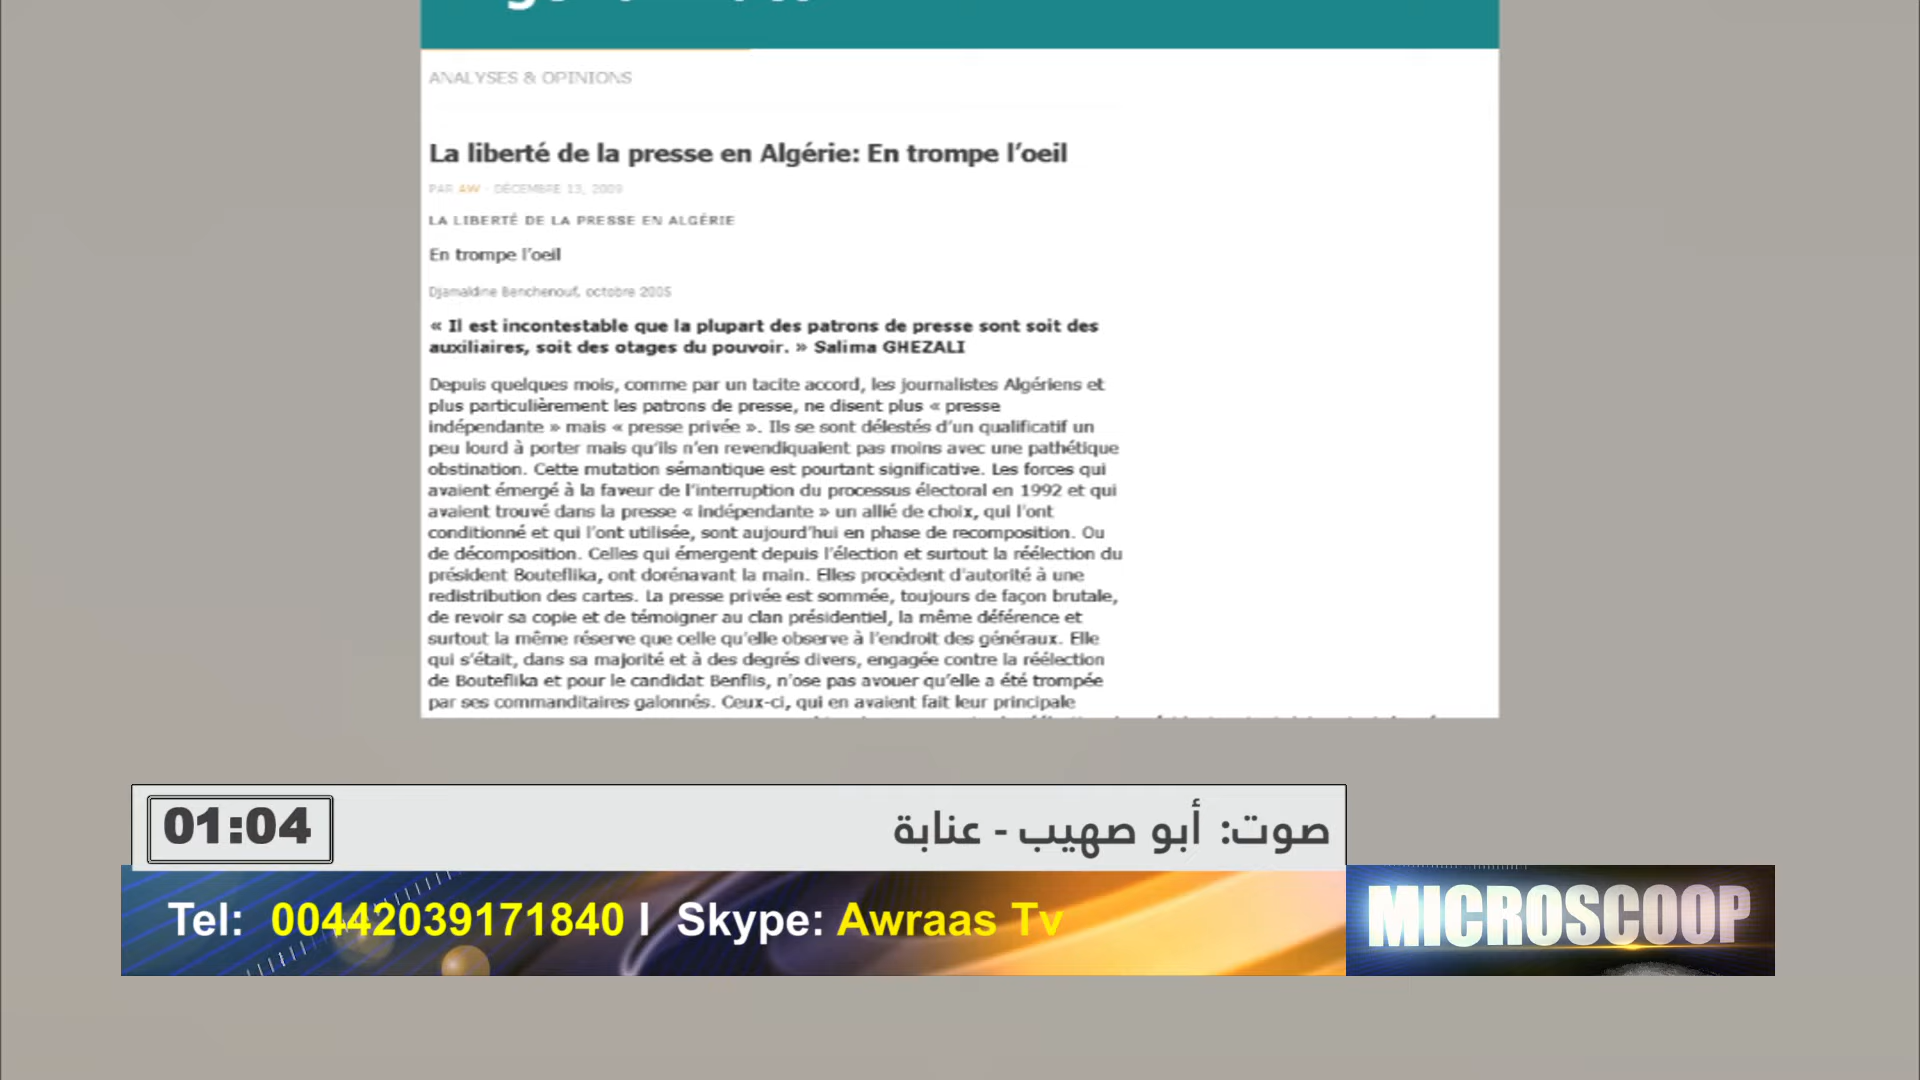 ANALYSES & OPINIONS
La liberté de la presse en Algérie: En trompe l'oeil
PAR AW · DÉCEMBRE 13, 2009
LA LIBERTÉ DE LA PRESSE EN ALGÉRIE
En trompe l'oeil
Djamaldine Benchenouf, octobre 2005
« Il est incontestable que la plupart des patrons de presse sont soit des
auxiliaires, soit des otages du pouvoir. » Salima GHEZALI
Depuis quelques mois, comme par un tacite accord, les journalistes Algériens et
plus particulièrement les patrons de presse, ne disent plus « presse
indépendante » mais « presse privée ». Ils se sont délestés d'un qualificatif un
peu lourd à porter mais qu'ils n'en revendiquaient pas moins avec une pathétique
obstination. Cette mutation sémantique est pourtant significative. Les forces qui
avaient émergé à la faveur de l'interruption du processus électoral en 1992 et qui
avaient trouvé dans la presse « indépendante » un allié de choix, qui l'ont
conditionné et qui l'ont utilisée, sont aujourd'hui en phase de recomposition. Ou
de décomposition. Celles qui émergent depuis l'élection et surtout la réélection du
président Bouteflika, ont dorénavant la main. Elles procèdent d'autorité à une
redistribution des cartes. La presse privée est sommée, toujours de façon brutale,
de revoir sa copie et de témoigner au clan présidentiel, la même déférence et
surtout la même réserve que celle qu'elle observe à l'endroit des généraux. Elle
qui s'était, dans sa majorité et à des degrés divers, engagée contre la réélection
de Bouteflika et pour le candidat Benflis, n'ose pas avouer qu'elle a été trompée
par ses commanditaires galonnés. Ceux-ci, qui en avaient fait leur principale
01:04
صوت: أبو صهيب - عنابة
Tel: 00442039171840 I Skype: Awraas Tv
MICROSCOOP